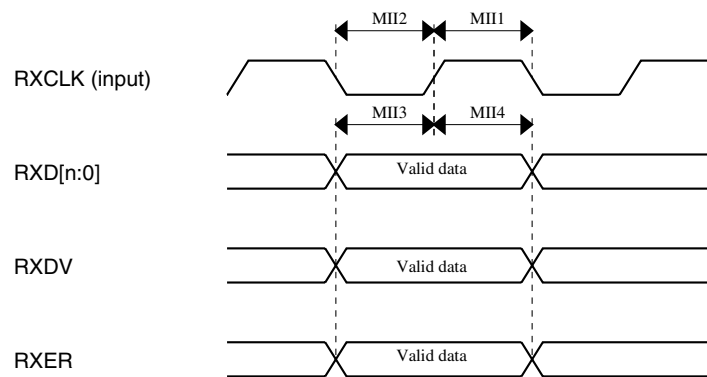 MII2 MII1
RXCLK (input)
MII3 MII4
RXD[n:0] Valid data
RXDV Valid data
RXER Valid data